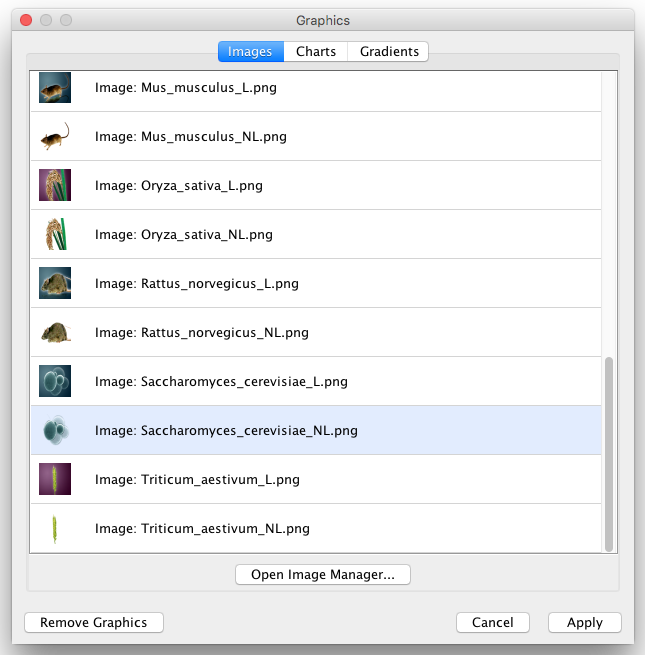 Graphics
Images Charts Gradients
Image: Mus_musculus_L.png
Image: Mus_musculus_NL.png
Image: Oryza_sativa_L.png
Image: Oryza_sativa_NL.png
Image: Rattus_norvegicus_L.png
Image: Rattus_norvegicus_NL.png
Image: Saccharomyces_cerevisiae_L.png
Image: Saccharomyces_cerevisiae_NL.png
Image: Triticum_aestivum_L.png
Image: Triticum_aestivum_NL.png
Open Image Manager...
Remove Graphics Cancel Apply